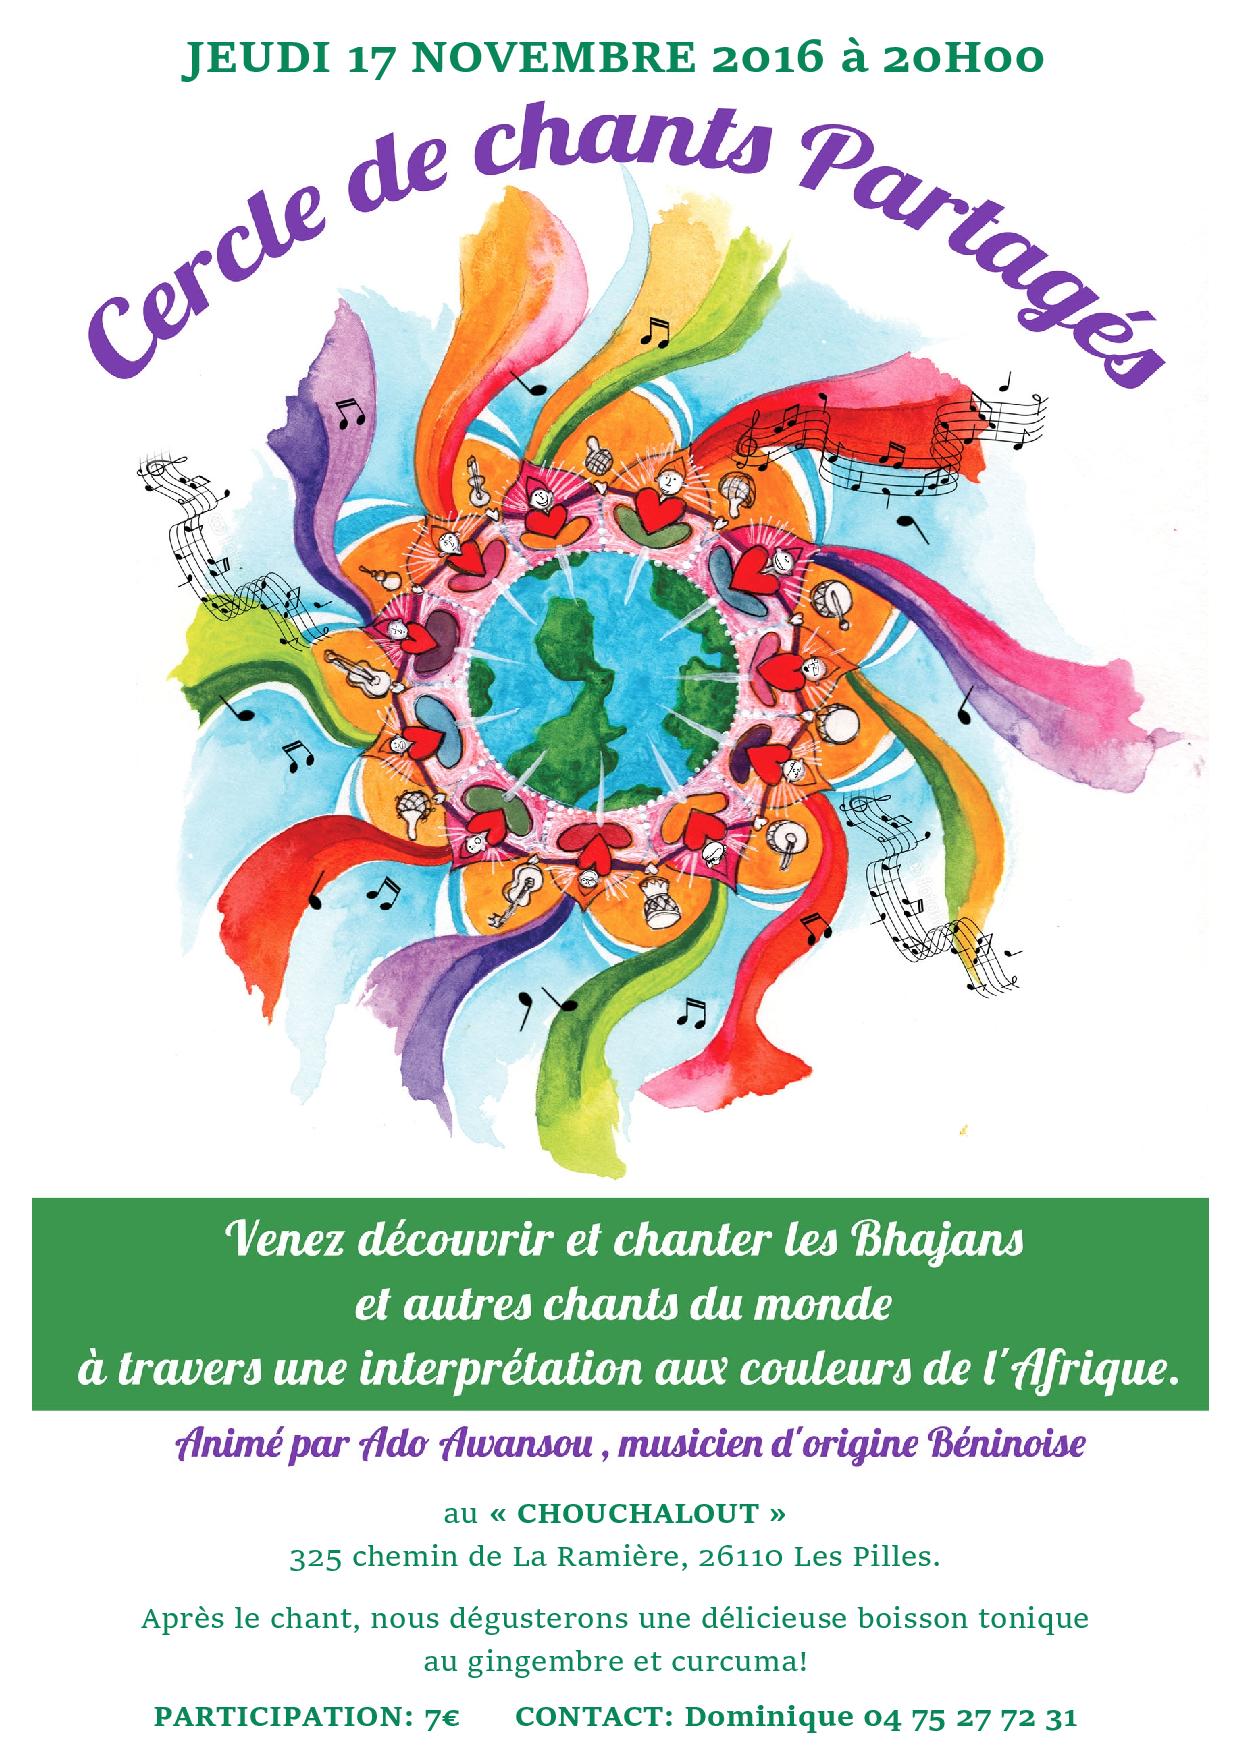 JEUDI 17 NOVEMBRE 2016 à 20H00
Cercle de chants Partagés
Venez découvrir et chanter les Bhajans
et autres chants du monde
à travers une interprétation aux couleurs de l'Afrique.
Animé par Ado Awansou , musicien d'origine Béninoise
au « CHOUCHALOUT »
325 chemin de La Ramière, 26110 Les Pilles.
Après le chant, nous dégusterons une délicieuse boisson tonique
au gingembre et curcuma!
PARTICIPATION: 7€ CONTACT: Dominique 04 75 27 72 31